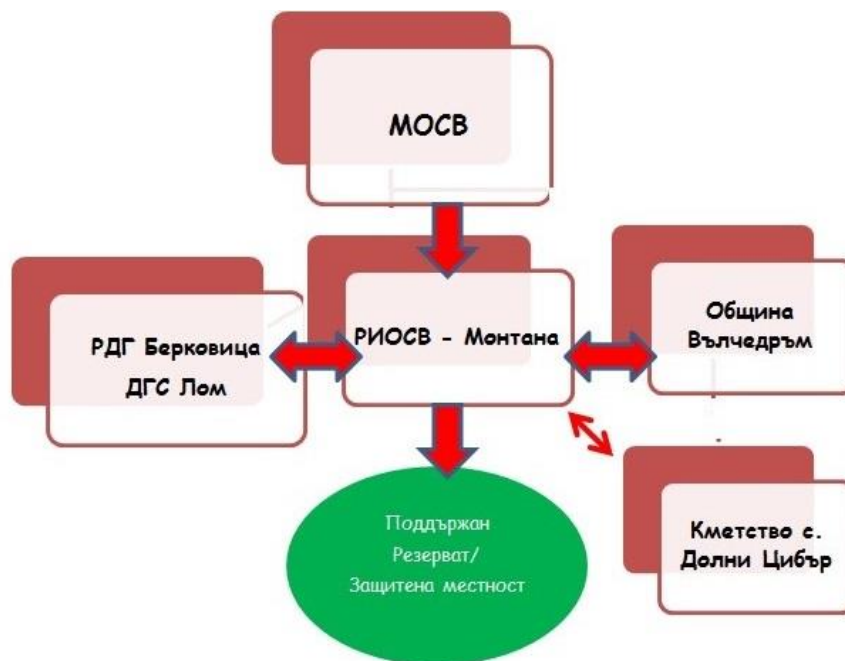 МОСВ
РДГ Берковица
ДГС Лом
РИОСВ - Монтана
Община
Вълчедръм
Поддържан
Резерват/
Защитена местност
Кметство с.
Долни Цибър